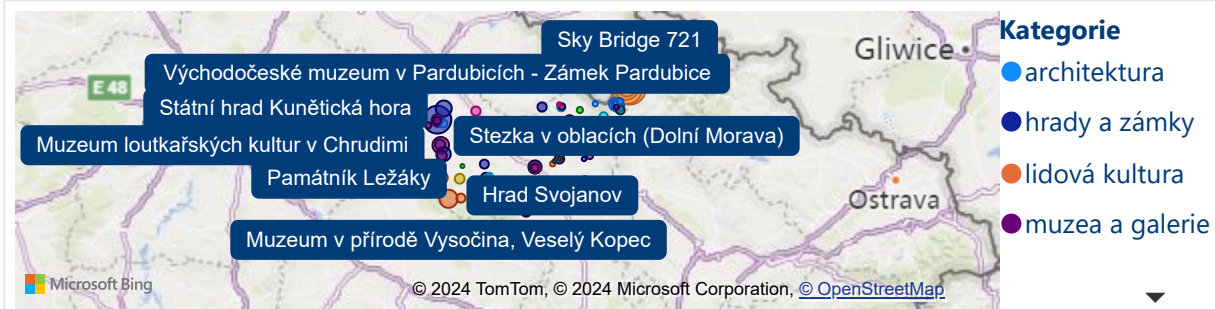 Sky Bridge 721
Gliwice
Východočeské muzeum v Pardubicích - Zámek Pardubice
E 48
Státní hrad Kunětická hora
Stezka v oblacích (Dolní Morava)
Muzeum loutkařských kultur v Chrudimi
Památník Ležáky
Hrad Svojanov
Ostrava
Muzeum v přírodě Vysočina, Veselý Kopec
Microsoft Bing
© 2024 TomTom, © 2024 Microsoft Corporation, © OpenStreetMap
Kategorie
architektura
hrady a zámky
lidová kultura
muzea a galerie